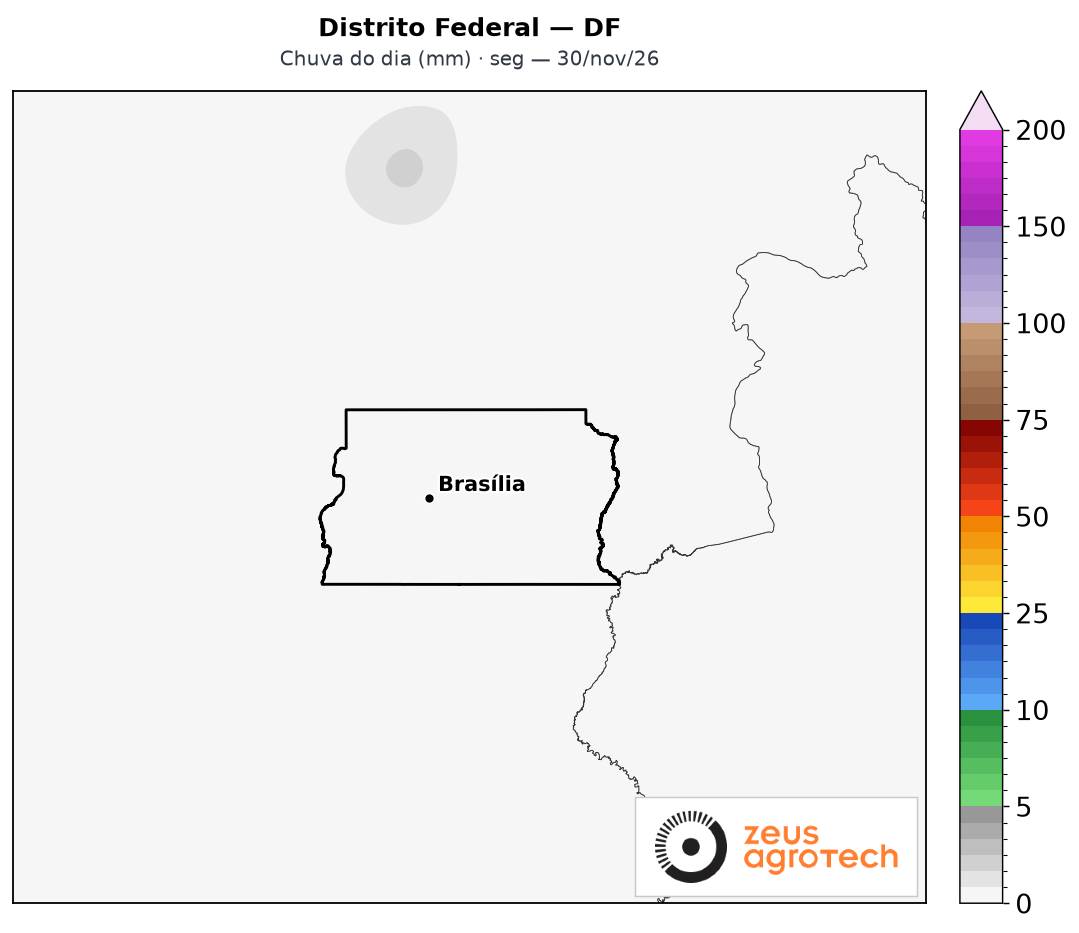 Distrito Federal — DF
Chuva do dia (mm) · seg — 30/nov/26
200
150
100
75
50
25
10
5
0
Brasília
zeus
agrotech